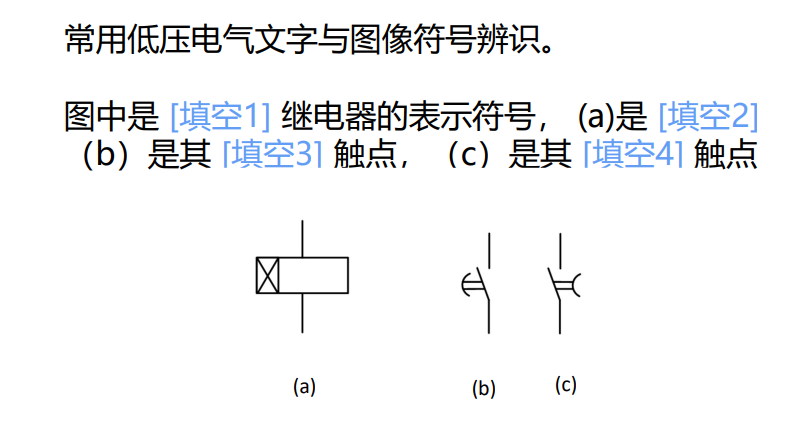 常用低压电气文字与图像符号辨识。
图中是 [填空1] 继电器的表示符号， (a)是 [填空2]
（b）是其 [填空3] 触点， （c）是其 [填空4] 触点
(a) (b) (c)